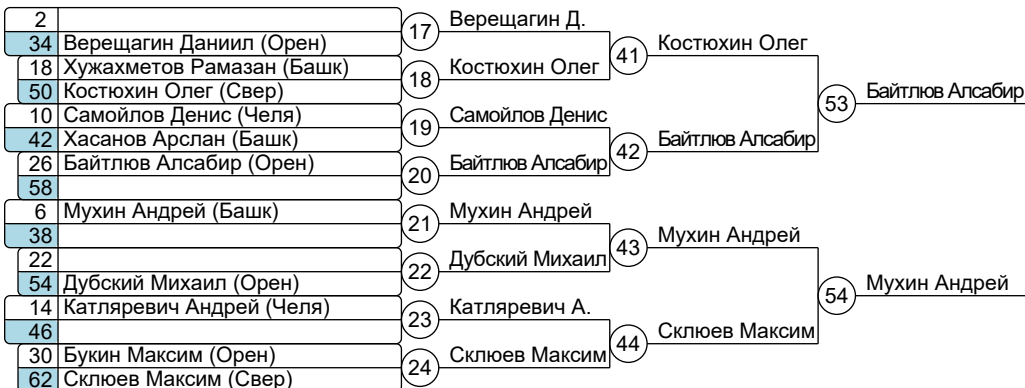 2
34 Верещагин Даниил (Орен)
18 Хужахметов Рамазан (Башк)
50 Костюхин Олег (Свер)
10 Самойлов Денис (Челя)
42 Хасанов Арслан (Башк)
26 Байтлюв Алсабир (Орен)
58
6 Мухин Андрей (Башк)
38
22
54 Дубский Михаил (Орен)
14 Катляревич Андрей (Челя)
46
30 Букин Максим (Орен)
62 Склюев Максим (Свер)
17 Верещагин Д.
18 Костюхин Олег
19 Самойлов Денис
20 Байтлюв Алсабир
21 Мухин Андрей
22 Дубский Михаил
23 Катляревич А.
24 Склюев Максим
41 Костюхин Олег
42 Байтлюв Алсабир
43 Мухин Андрей
44 Склюев Максим
53 Байтлюв Алсабир
54 Мухин Андрей